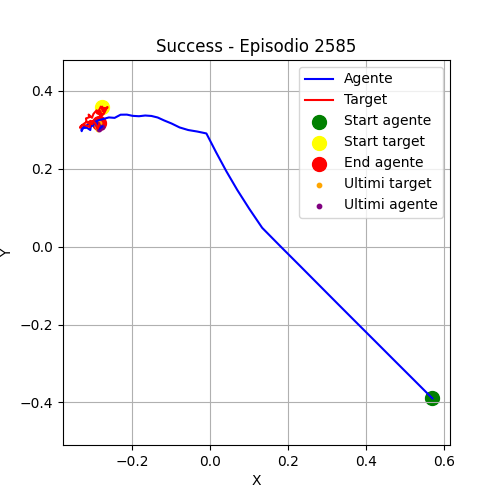 Success - Episodio 2585
Agente
Target
Start agente
Start target
End agente
Ultimi target
Ultimi agente
Y
0.4
0.2
0.0
−0.2
−0.4
−0.2
0.0
0.2
0.4
0.6
X